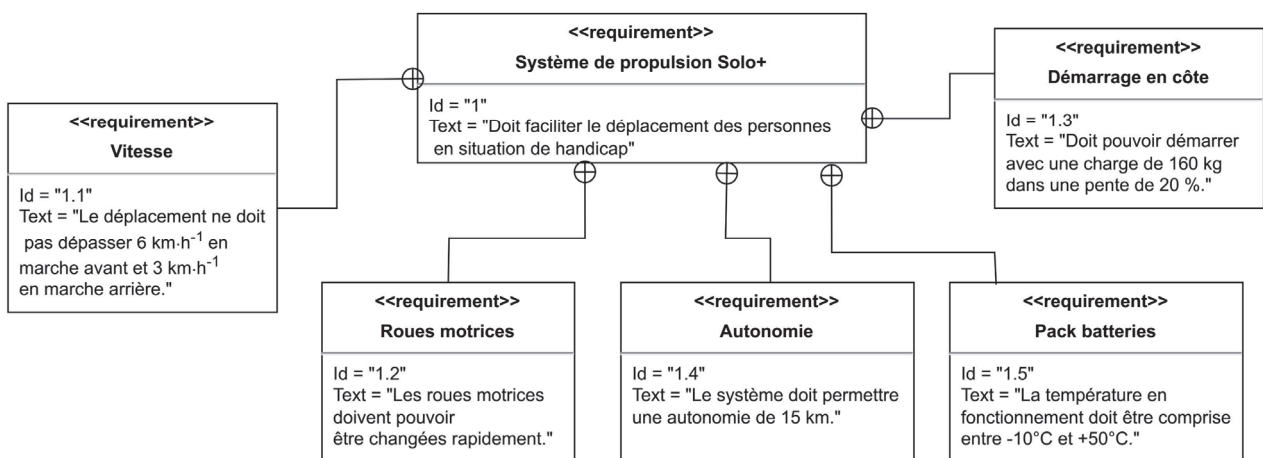 <<requirement>>
Système de propulsion Solo+
Id = "1"
Text = "Doit faciliter le déplacement des personnes
en situation de handicap"
<<requirement>>
Démarrage en côte
Id = "1.3"
Text = "Doit pouvoir démarrer
avec une charge de 160 kg
dans une pente de 20 %."
<<requirement>>
Vitesse
Id = "1.1"
Text = "Le déplacement ne doit
pas dépasser 6 km·h⁻¹ en
marche avant et 3 km·h⁻¹
en marche arrière."
<<requirement>>
Roues motrices
Id = "1.2"
Text = "Les roues motrices
doivent pouvoir
être changées rapidement."
<<requirement>>
Autonomie
Id = "1.4"
Text = "Le système doit permettre
une autonomie de 15 km."
<<requirement>>
Pack batteries
Id = "1.5"
Text = "La température en
fonctionnement doit être comprise
entre -10°C et +50°C."